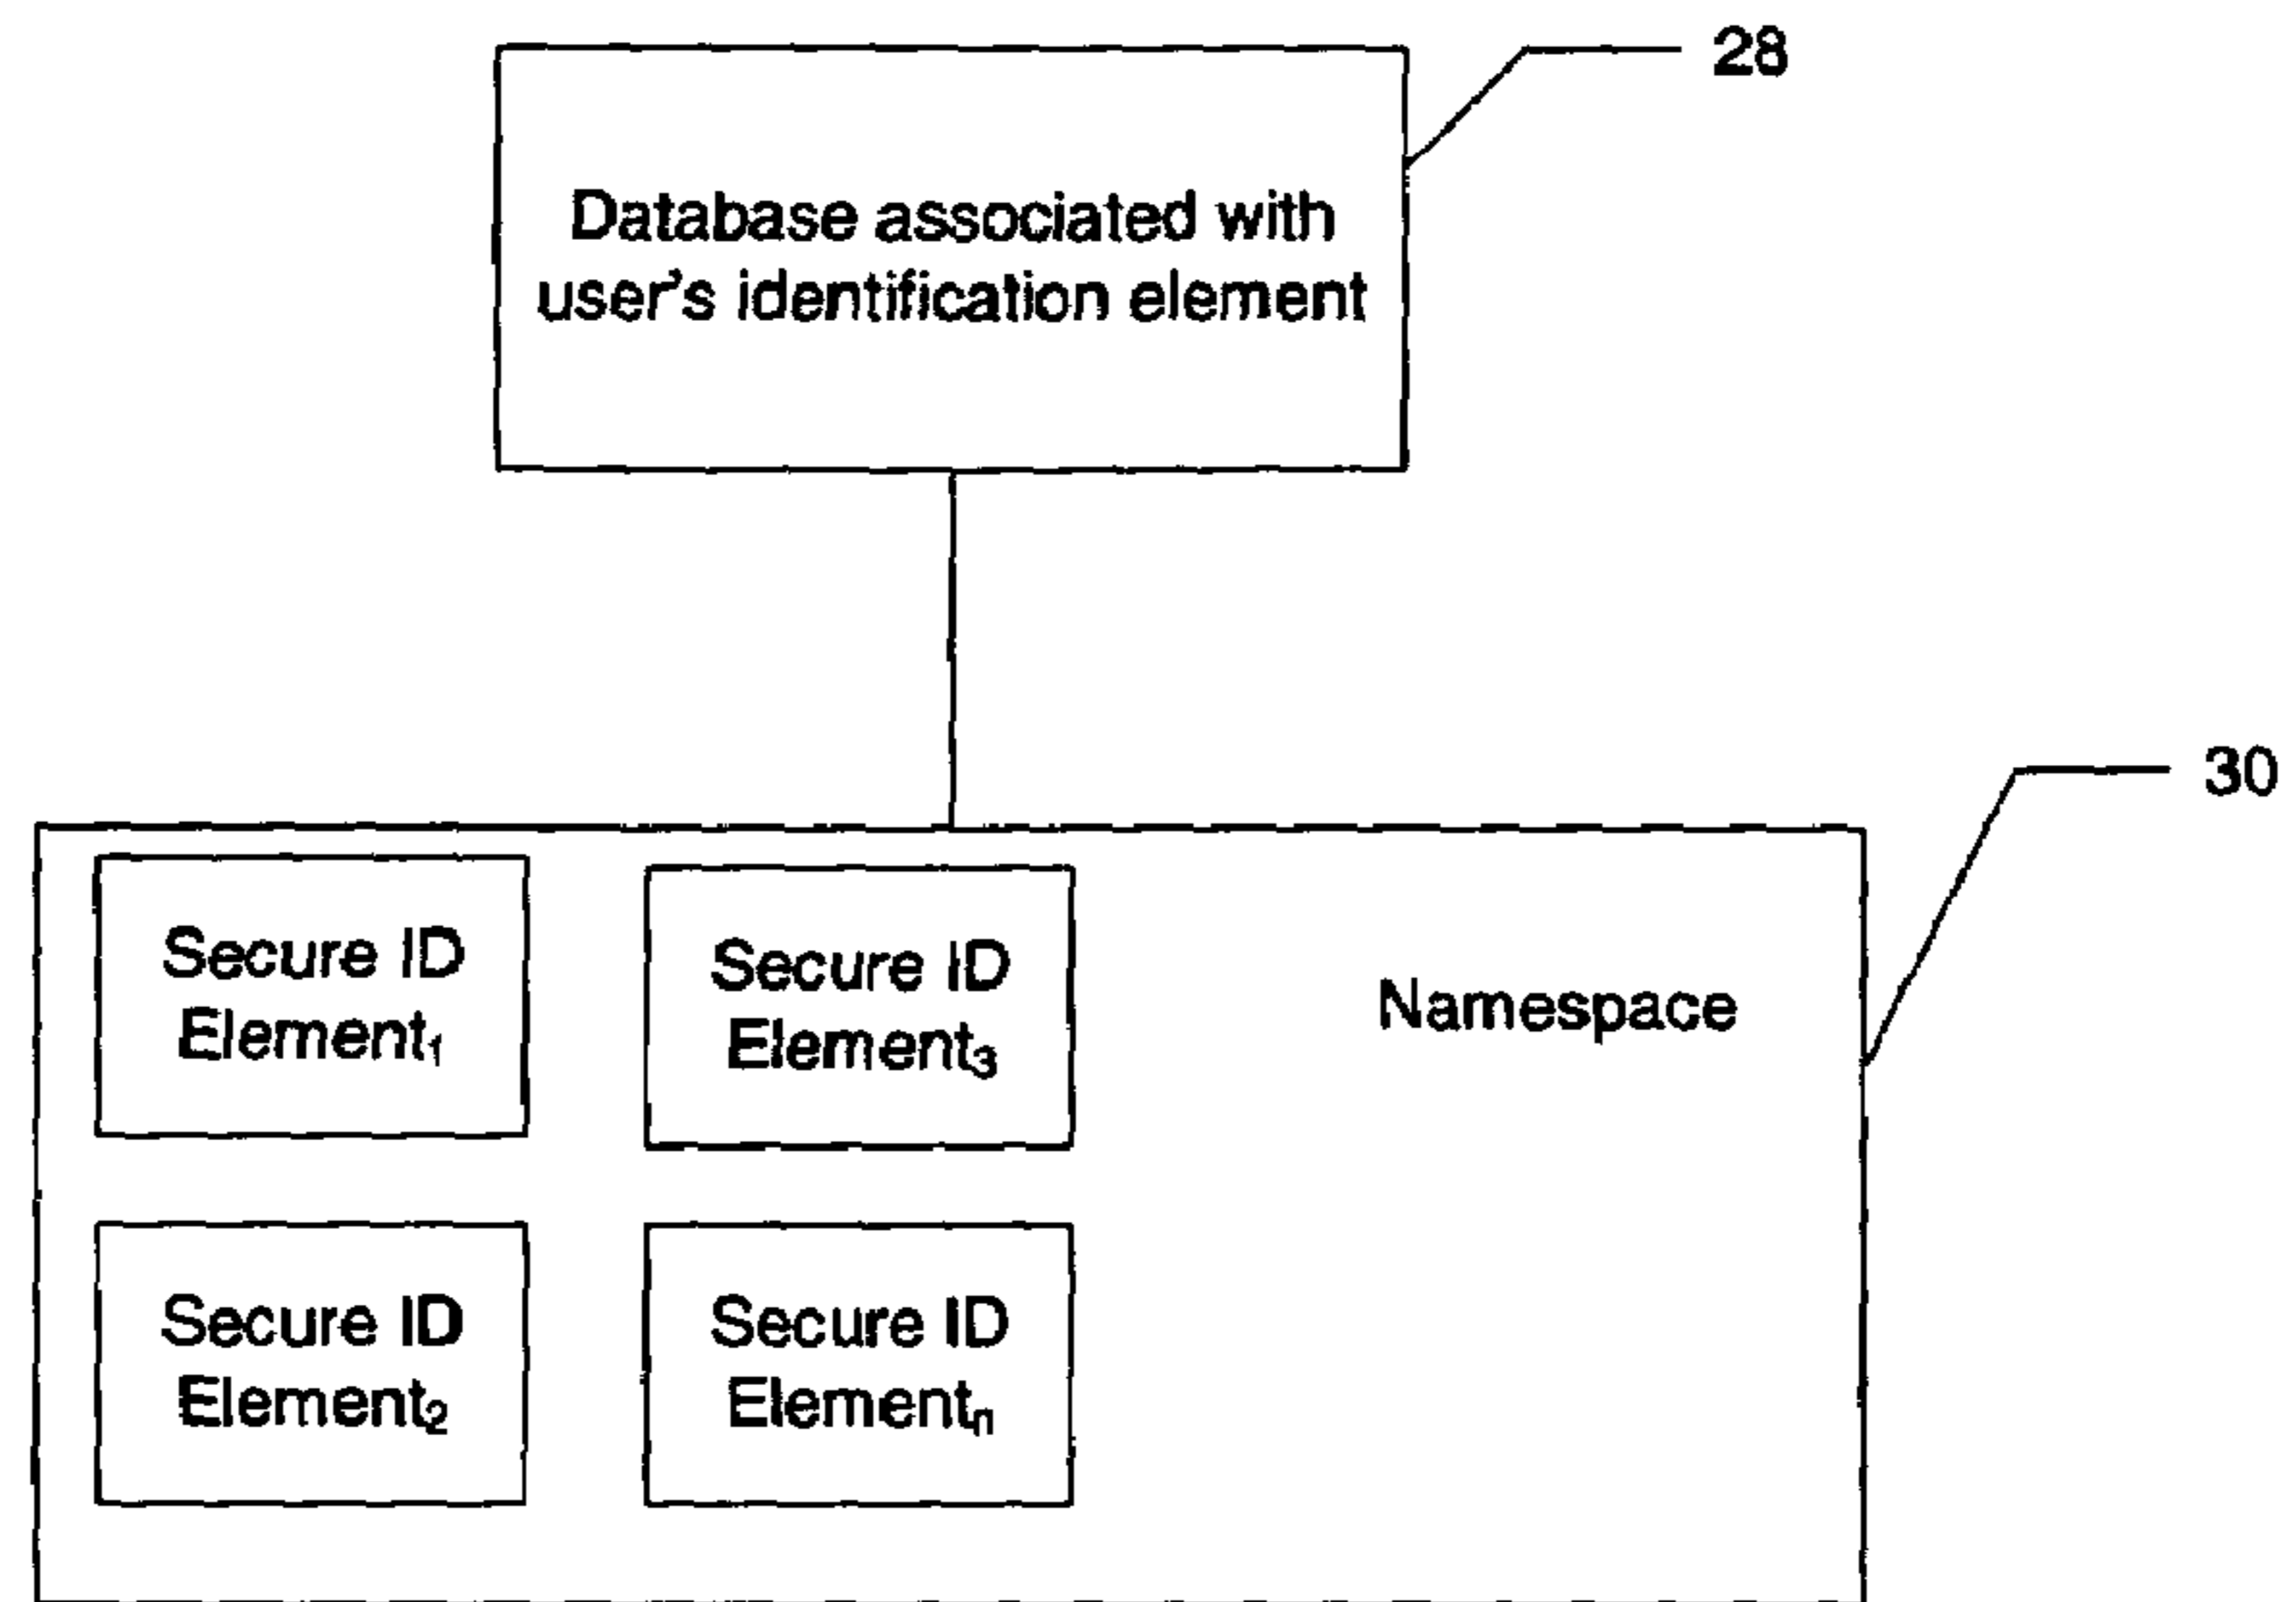 28
Database associated with
user's identification element
30
Secure ID
Element₁
Secure ID
Element₃
Namespace
Secure ID
Element₂
Secure ID
Elementₙ